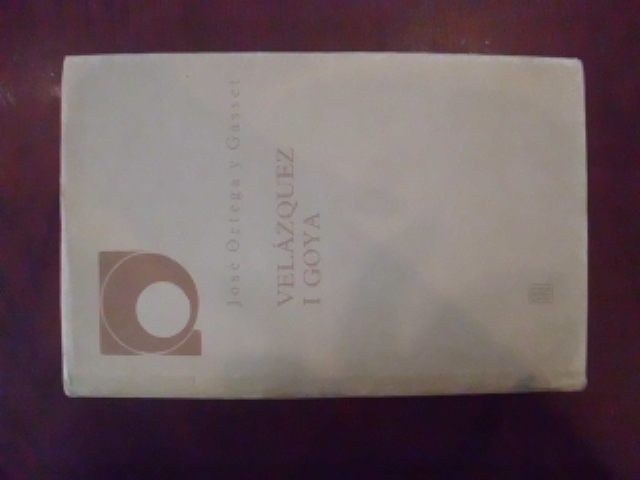 José Ortega y Gasset
VELÁZQUEZ
I GOYA